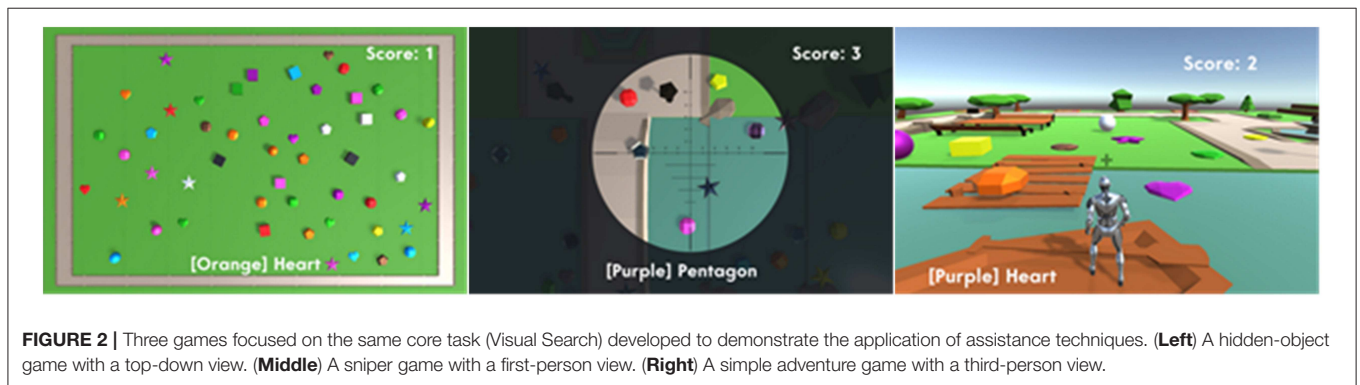 Score: 1
[Orange] Heart
Score: 3
[Purple] Pentagon
Score: 2
[Purple] Heart
FIGURE 2 | Three games focused on the same core task (Visual Search) developed to demonstrate the application of assistance techniques. (Left) A hidden-object
game with a top-down view. (Middle) A sniper game with a first-person view. (Right) A simple adventure game with a third-person view.